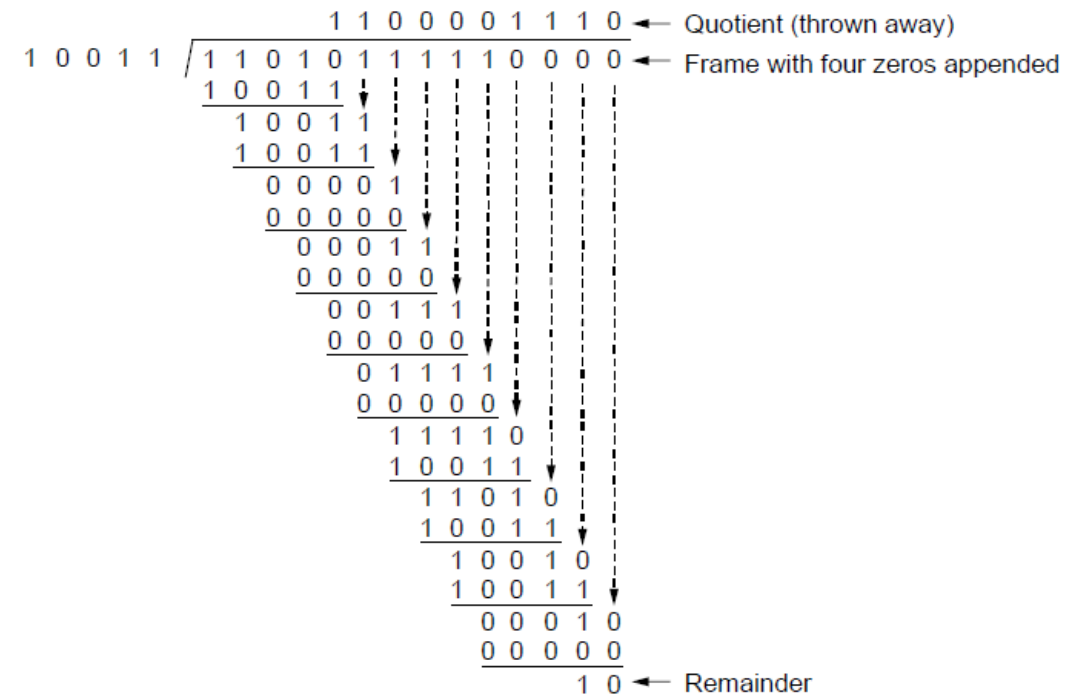 1 1 0 0 0 0 1 1 1 0 Quotient (thrown away)
1 0 0 1 1 1 1 0 1 0 1 1 1 1 1 0 0 0 0 Frame with four zeros appended
1 0 0 1 1
1 0 0 1 1
1 0 0 1 1
0 0 0 0 1
0 0 0 0 0
0 0 0 1 1
0 0 0 0 0
0 0 1 1 1
0 0 0 0 0
0 1 1 1 1
0 0 0 0 0
1 1 1 1 0
1 0 0 1 1
1 1 0 1 0
1 0 0 1 1
1 0 0 1 0
1 0 0 1 1
0 0 0 1 0
0 0 0 0 0
1 0 Remainder